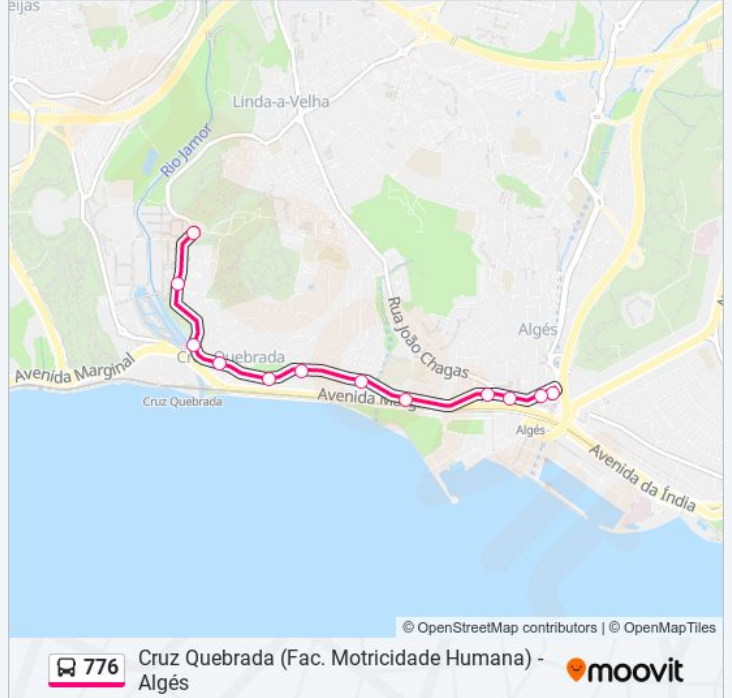 eijas
Linda-a-Velha
Rio Jamor
Rua João Chagas
Algés
Cruz Quebrada
Avenida Marginal
Cruz Quebrada
Avenida Marg
Algés
Avenida da Índia
© OpenStreetMap contributors | © OpenMapTiles
776
Cruz Quebrada (Fac. Motricidade Humana) -
Algés
moovit